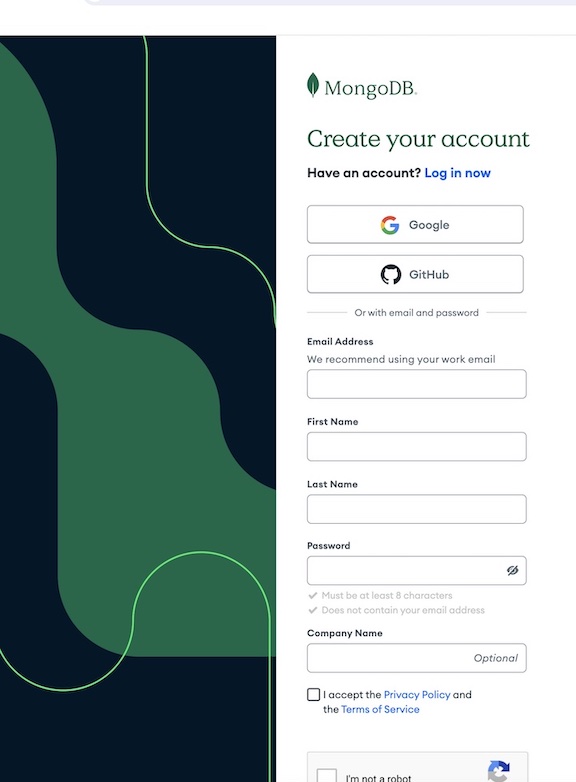 MongoDB.
Create your account
Have an account? Log in now
Google
GitHub
Or with email and password
Email Address
We recommend using your work email
First Name
Last Name
Password
Must be at least 8 characters
Does not contain your email address
Company Name
Optional
I accept the Privacy Policy and
the Terms of Service
I'm not a robot